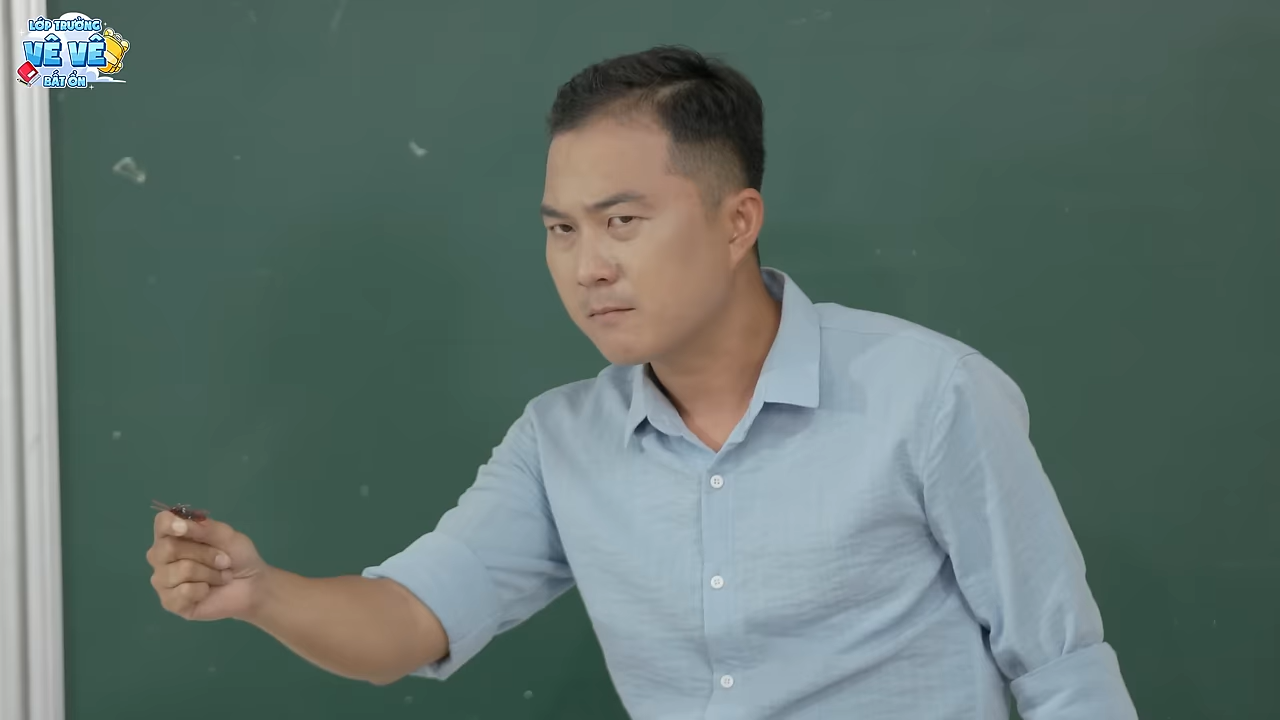 LỚP TRƯỞNG
VÊ VÊ
BẤT ỔN